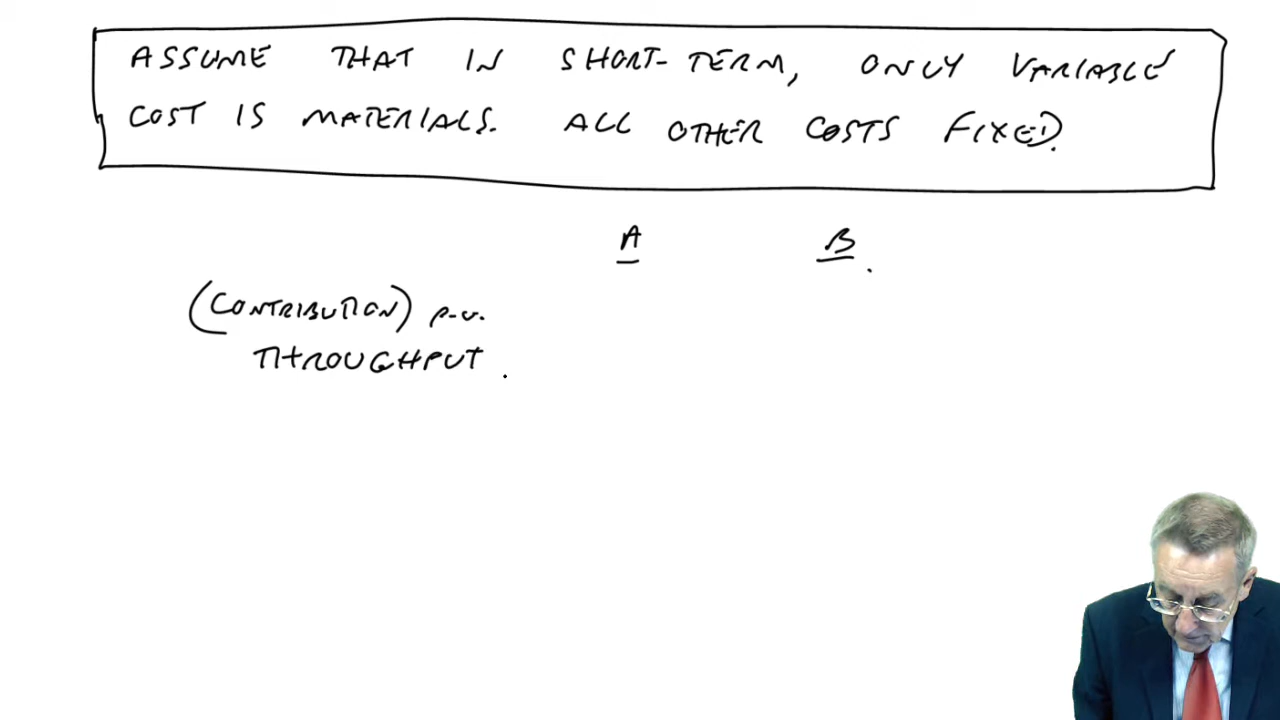 ASSUME THAT IN SHORT-TERM, ONLY VARIABLE
COST IS MATERIALS. ALL OTHER COSTS FIXED.
A B
(CONTRIBUTION) p.u.
THROUGHPUT